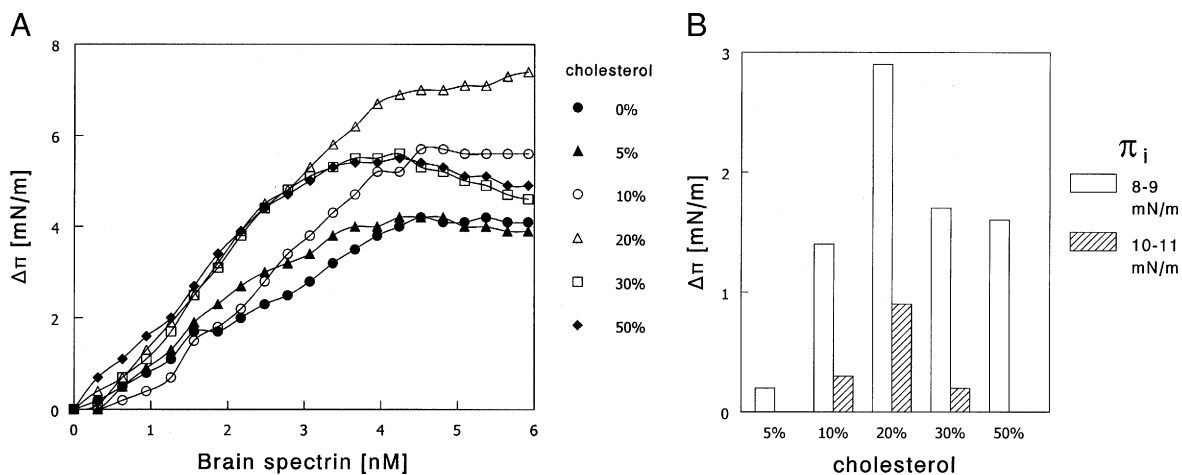 A
8
6
4
2
0
Δπ [mN/m]
0 1 2 3 4 5 6
Brain spectrin [nM]
cholesterol
0%
5%
10%
20%
30%
50%
B
3
2
1
0
Δπ [mN/m]
5% 10% 20% 30% 50%
cholesterol
πi
8-9
mN/m
10-11
mN/m